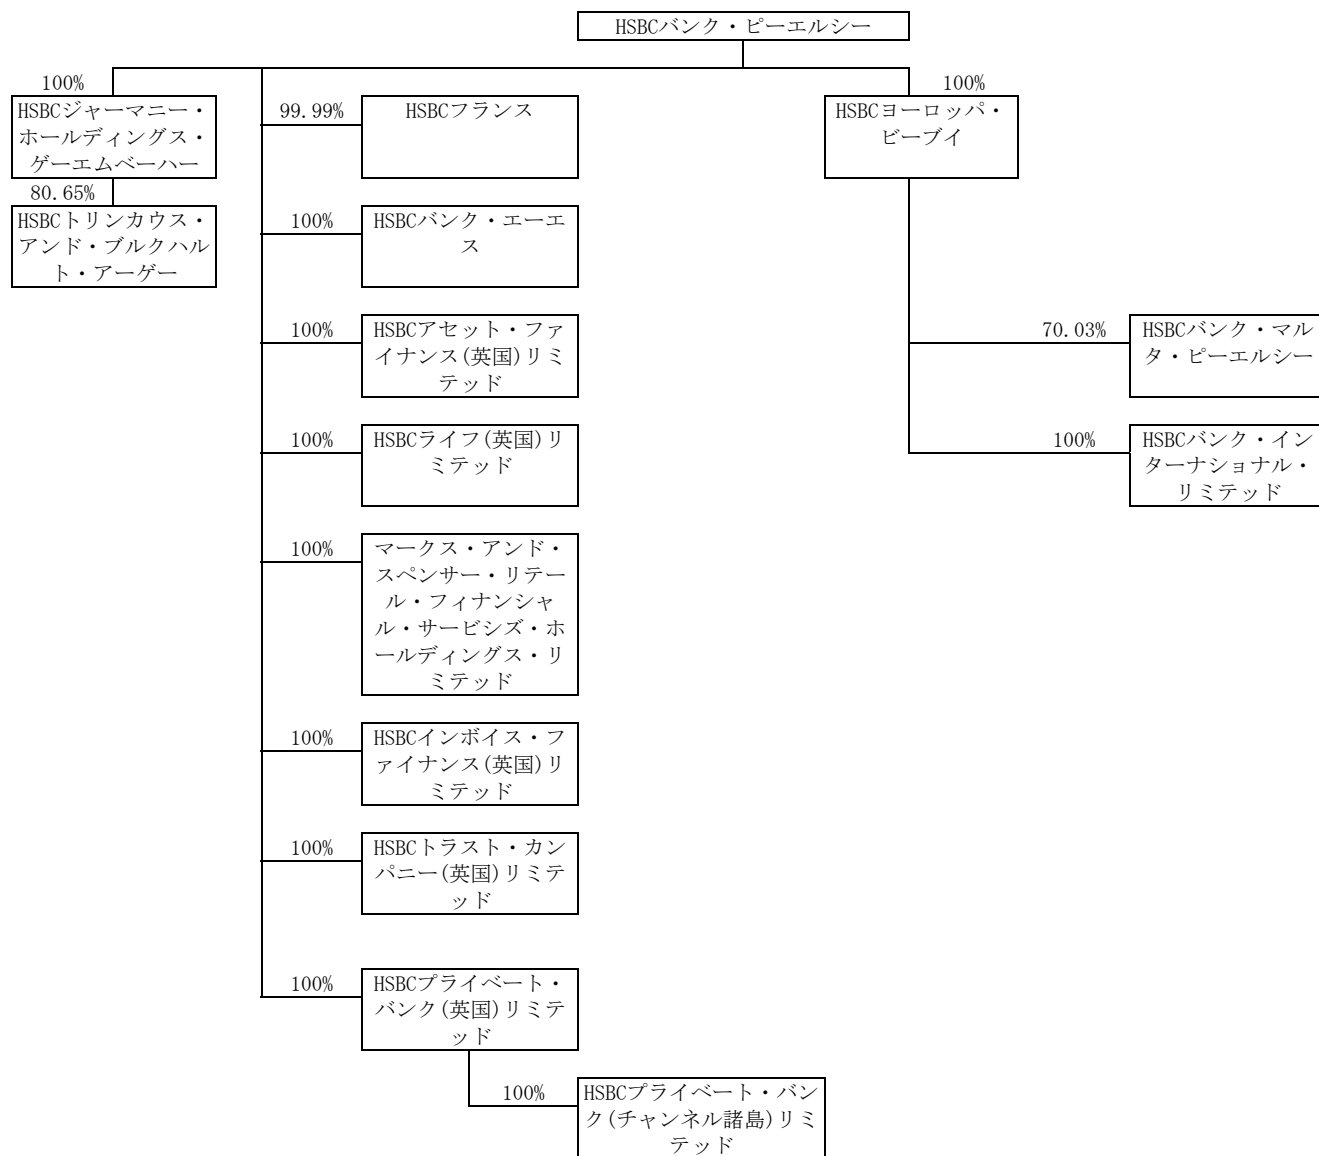 HSBCバンク・ピーエルシー
100%
HSBCジャーマニー・
ホールディングス・
ゲーエムベーハー
80.65%
HSBCトリンカウス・
アンド・ブルクハル
ト・アーゲー
99.99%
HSBCフランス
100%
HSBCバンク・エーエ
ス
100%
HSBCアセット・ファ
イナンス(英国)リミ
テッド
100%
HSBCライフ(英国)リ
ミテッド
100%
マークス・アンド・
スペンサー・リテー
ル・フィナンシャ
ル・サービシズ・ホ
ールディングス・リ
ミテッド
100%
HSBCインボイス・フ
ァイナンス(英国)リ
ミテッド
100%
HSBCトラスト・カン
パニー(英国)リミテ
ッド
100%
HSBCプライベート・
バンク(英国)リミテ
ッド
100%
HSBCプライベート・バン
ク(チャンネル諸島)リミ
テッド
100%
HSBCヨーロッパ・
ビーブイ
70.03%
HSBCバンク・マル
タ・ピーエルシー
100%
HSBCバンク・イン
ターナショナル・
リミテッド